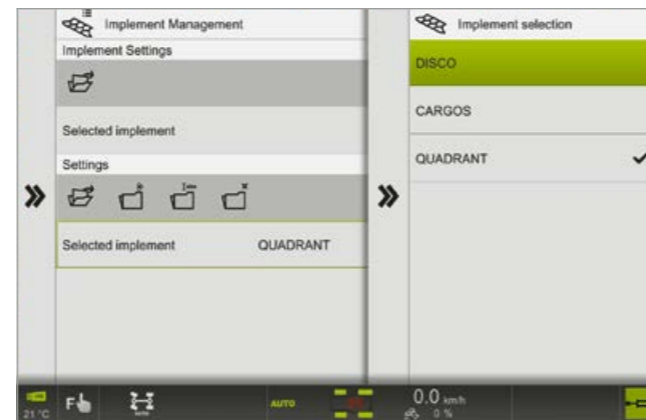 Implement Management
Implement Settings
Selected implement
Settings
Selected implement QUADRANT
Implement selection
DISCO
CARGOS
QUADRANT
21 °C
F
AUTO
0.0 km/h
0 %